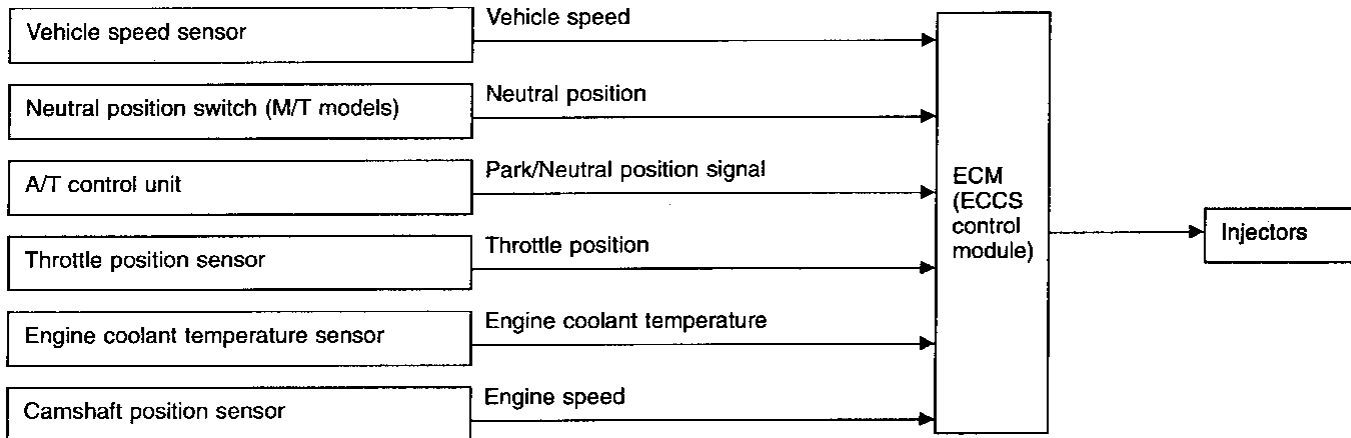 Vehicle speed sensor
Vehicle speed
Neutral position switch (M/T models)
Neutral position
A/T control unit
Park/Neutral position signal
Throttle position sensor
Throttle position
Engine coolant temperature sensor
Engine coolant temperature
Camshaft position sensor
Engine speed
ECM
(ECCS
control
module)
Injectors